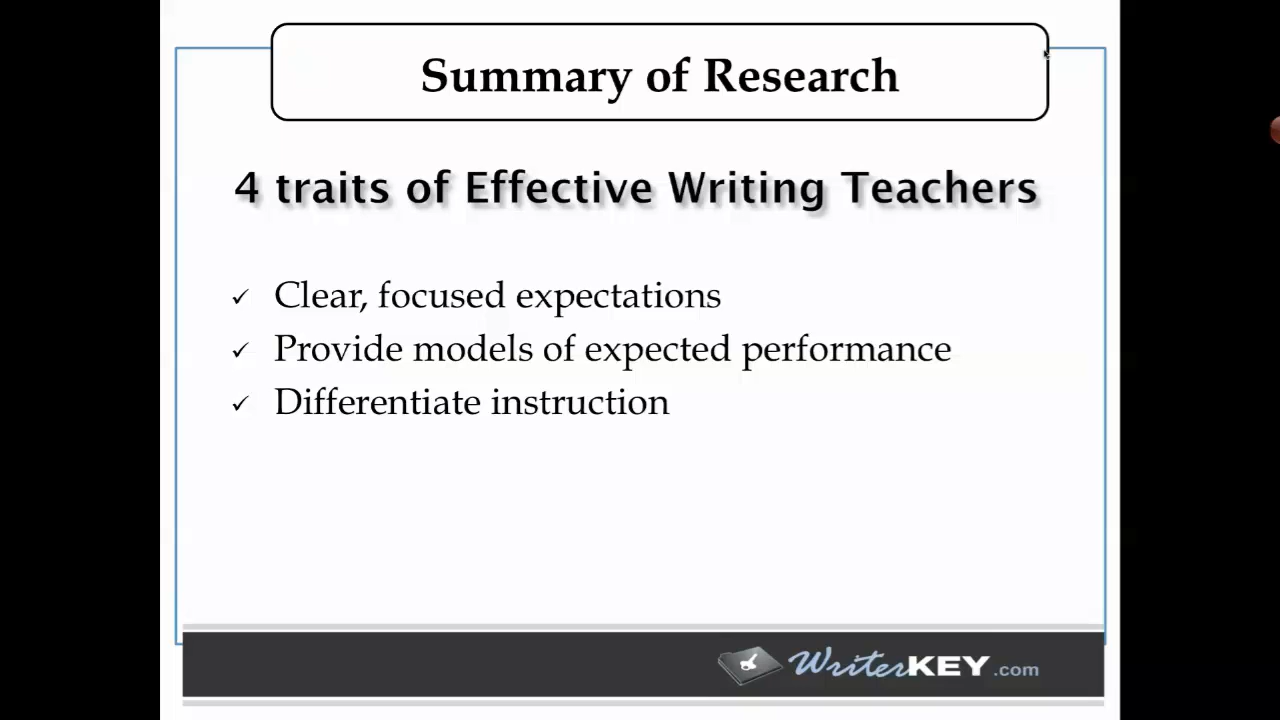 Summary of Research
4 traits of Effective Writing Teachers
✓ Clear, focused expectations
✓ Provide models of expected performance
✓ Differentiate instruction
WriterKEY.com